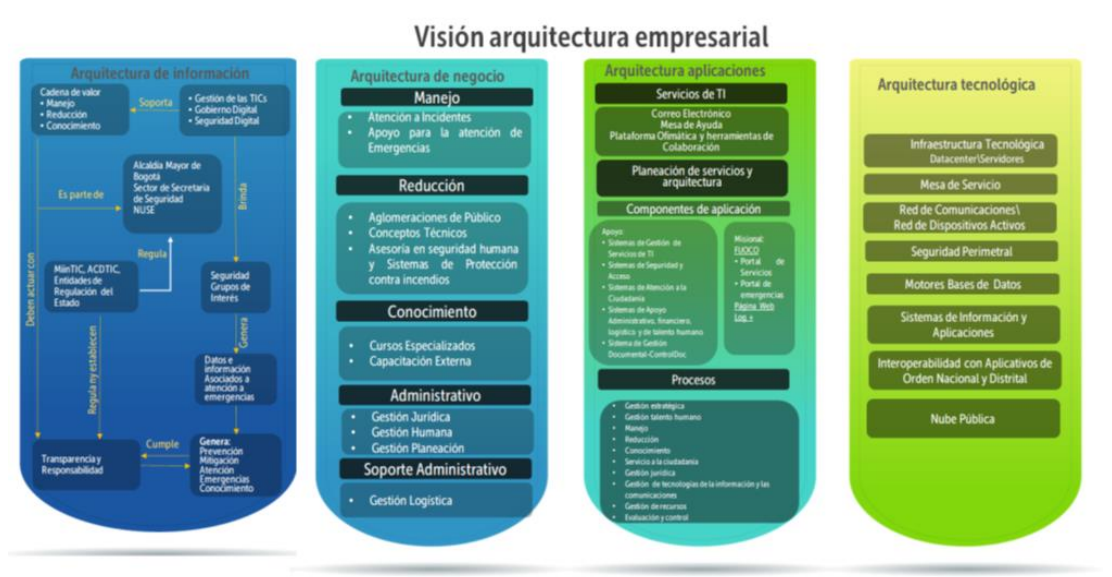 Visión arquitectura empresarial
Arquitectura de información
Cadena de valor
• Manejo
• Reducción
• Conocimiento
Soporta
• Gestión de las TICs
• Gobierno Digital
• Seguridad Digital
Alcaldía Mayor de
Bogotá
Sector de Secretaria
de Seguridad
NUSE
Es parte de
Brinda
Regula
MiinTIC, ACDTIC,
Entidades de
Regulación del
Estado
Seguridad
Grupos de
Interés
Deben actuar con
Genera
Regula ny establecen
Datos e
información
Asociados a
atención a
emergencias
Cumple
Transparencia y
Responsabilidad
Genera:
Prevención
Mitigación
Atención
Emergencias
Conocimiento
Arquitectura de negocio
Manejo
• Atención a Incidentes
• Apoyo para la atención de
Emergencias
Reducción
• Aglomeraciones de Público
• Conceptos Técnicos
• Asesoría en seguridad humana
y Sistemas de Protección
contra incendios
Conocimiento
• Cursos Especializados
• Capacitación Externa
Administrativo
• Gestión Jurídica
• Gestión Humana
• Gestión Planeación
Soporte Administrativo
• Gestión Logística
Arquitectura aplicaciones
Servicios de TI
Correo Electrónico
Mesa de Ayuda
Plataforma Ofimática y herramientas de
Colaboración
Planeación de servicios y
arquitectura
Componentes de aplicación
Apoyo:
• Sistemas de Gestión de
Servicios de TI
• Sistemas de Seguridad y
Acceso
• Sistemas de Atención a la
Ciudadanía
• Sistemas de Apoyo
Administrativo, financiero,
logístico y de talento humano
• Sistema de Gestión
Documental-ControlDoc
Misional:
FUOCO
• Portal de
Servicios
• Portal de
emergencias
Página Web
Log +
Procesos
• Gestión estratégica
• Gestión talento humano
• Manejo
• Reducción
• Conocimiento
• Servicio a la ciudadanía
• Gestión jurídica
• Gestión de tecnologías de la información y las
comunicaciones
• Gestión de recursos
• Evaluación y control
Arquitectura tecnológica
Infraestructura Tecnológica
Datacenter\Servidores
Mesa de Servicio
Red de Comunicaciones\
Red de Dispositivos Activos
Seguridad Perimetral
Motores Bases de Datos
Sistemas de Información y
Aplicaciones
Interoperabilidad con Aplicativos de
Orden Nacional y Distrital
Nube Pública